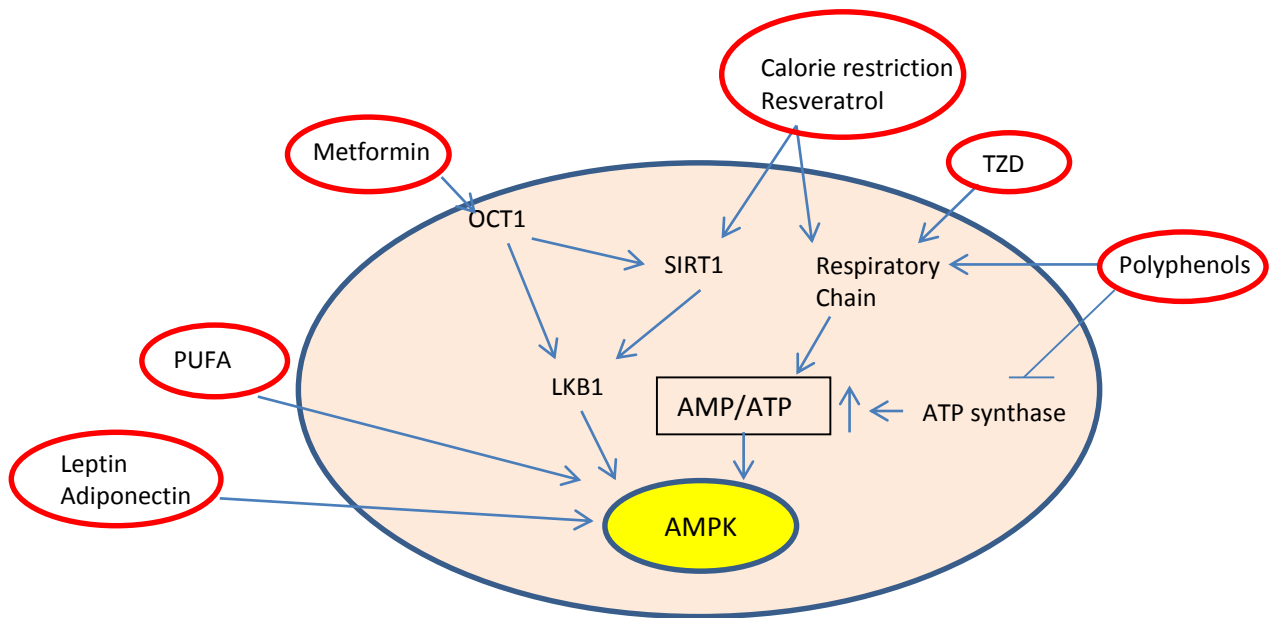 Calorie restriction
Resveratrol
Metformin
TZD
OCT1
SIRT1
Respiratory
Chain
Polyphenols
PUFA
LKB1
AMP/ATP
ATP synthase
Leptin
Adiponectin
AMPK